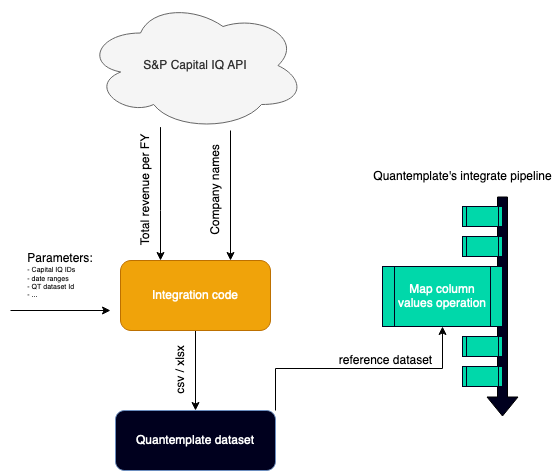 S&P Capital IQ API
Total revenue per FY
Company names
Quantemplate's integrate pipeline
Parameters:
- Capital IQ IDs
- date ranges
- QT dataset Id
- ...
Integration code
Map column
values operation
csv / xlsx
reference dataset
Quantemplate dataset